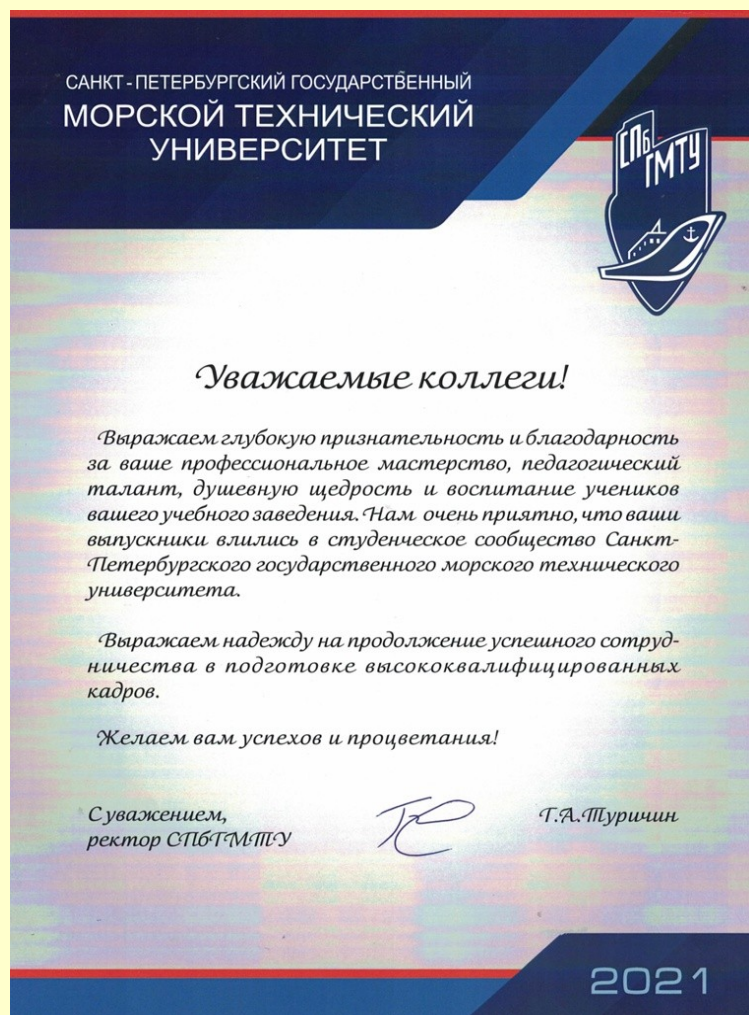 САНКТ-ПЕТЕРБУРГСКИЙ ГОСУДАРСТВЕННЫЙ
МОРСКОЙ ТЕХНИЧЕСКИЙ
УНИВЕРСИТЕТ
СПб
ГМТУ
Уважаемые коллеги!
Выражаем глубокую признательность и благодарность
за ваше профессиональное мастерство, педагогический
талант, душевную щедрость и воспитание учеников
вашего учебного заведения. Нам очень приятно, что ваши
выпускники влились в студенческое сообщество Санкт-
Петербургского государственного морского технического
университета.
Выражаем надежду на продолжение успешного сотруд-
ничества в подготовке высококвалифицированных
кадров.
Желаем вам успехов и процветания!
С уважением,
ректор СПбГМТУ
Г.А.Туричин
2021